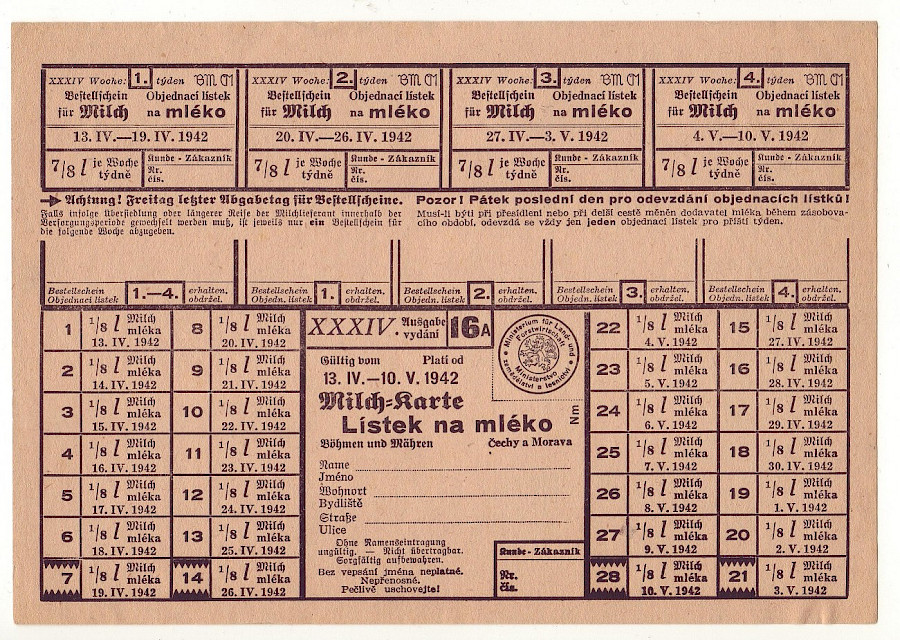 XXXIV Woche: 1. týden BM ČM
Bestellschein Objednací lístek
für Milch na mléko
13. IV.—19. IV. 1942
7/8 l je Woche týdně
Kunde - Zákazník
Nr.
čís.
XXXIV Woche: 2. týden BM ČM
Bestellschein Objednací lístek
für Milch na mléko
20. IV.—26. IV. 1942
7/8 l je Woche týdně
Kunde - Zákazník
Nr.
čís.
XXXIV Woche: 3. týden BM ČM
Bestellschein Objednací lístek
für Milch na mléko
27. IV.—3. V. 1942
7/8 l je Woche týdně
Kunde - Zákazník
Nr.
čís.
XXXIV Woche: 4. týden BM ČM
Bestellschein Objednací lístek
für Milch na mléko
4. V.—10. V. 1942
7/8 l je Woche týdně
Kunde - Zákazník
Nr.
čís.
Achtung! Freitag letzter Abgabetag für Bestellscheine.
Falls infolge Übersiedlung oder längerer Reise der Milchlieferant innerhalb der
Versorgungsperiode gewechselt werden muß, ist jeweils nur ein Bestellschein für
die folgende Woche abzugeben.
Pozor! Pátek poslední den pro odevzdání objednacích lístků!
Musí-li býti při přesídlení nebo při delší cestě měněn dodavatel mléka během zásobova-
cího období, odevzdá se vždy jen jeden objednací lístek pro příští týden.
Bestellschein 1.—4. erhalten.
Objednací lístek obdržel.
Bestellschein 1. erhalten.
Objedn. lístek obdržel.
Bestellschein 2. erhalten.
Objedn. lístek obdržel.
Bestellschein 3. erhalten.
Objedn. lístek obdržel.
Bestellschein 4. erhalten.
Objedn. lístek obdržel.
1 1/8 l Milch mléka 13. IV. 1942
8 1/8 l Milch mléka 20. IV. 1942
2 1/8 l Milch mléka 14. IV. 1942
9 1/8 l Milch mléka 21. IV. 1942
3 1/8 l Milch mléka 15. IV. 1942
10 1/8 l Milch mléka 22. IV. 1942
4 1/8 l Milch mléka 16. IV. 1942
11 1/8 l Milch mléka 23. IV. 1942
5 1/8 l Milch mléka 17. IV. 1942
12 1/8 l Milch mléka 24. IV. 1942
6 1/8 l Milch mléka 18. IV. 1942
13 1/8 l Milch mléka 25. IV. 1942
7 1/8 l Milch mléka 19. IV. 1942
14 1/8 l Milch mléka 26. IV. 1942
XXXIV. Ausgabe vydání 16A
Gültig vom Platí od
13. IV.—10. V. 1942
Milch-Karte
Lístek na mléko
Böhmen und Mähren Čechy a Morava
Nm
Ministerium für Land- und Forstwirtschaft
Ministerstvo zemědělství a lesnictví
Name
Jméno
Wohnort
Bydliště
Straße
Ulice
Ohne Namenseintragung
ungültig. — Nicht übertragbar.
Sorgfältig aufbewahren.
Bez vepsání jména neplatné.
Nepřenosné.
Pečlivě uschovejte!
Kunde - Zákazník
Nr.
čís.
22 1/8 l Milch mléka 4. V. 1942
15 1/8 l Milch mléka 27. IV. 1942
23 1/8 l Milch mléka 5. V. 1942
16 1/8 l Milch mléka 28. IV. 1942
24 1/8 l Milch mléka 6. V. 1942
17 1/8 l Milch mléka 29. IV. 1942
25 1/8 l Milch mléka 7. V. 1942
18 1/8 l Milch mléka 30. IV. 1942
26 1/8 l Milch mléka 8. V. 1942
19 1/8 l Milch mléka 1. V. 1942
27 1/8 l Milch mléka 9. V. 1942
20 1/8 l Milch mléka 2. V. 1942
28 1/8 l Milch mléka 10. V. 1942
21 1/8 l Milch mléka 3. V. 1942